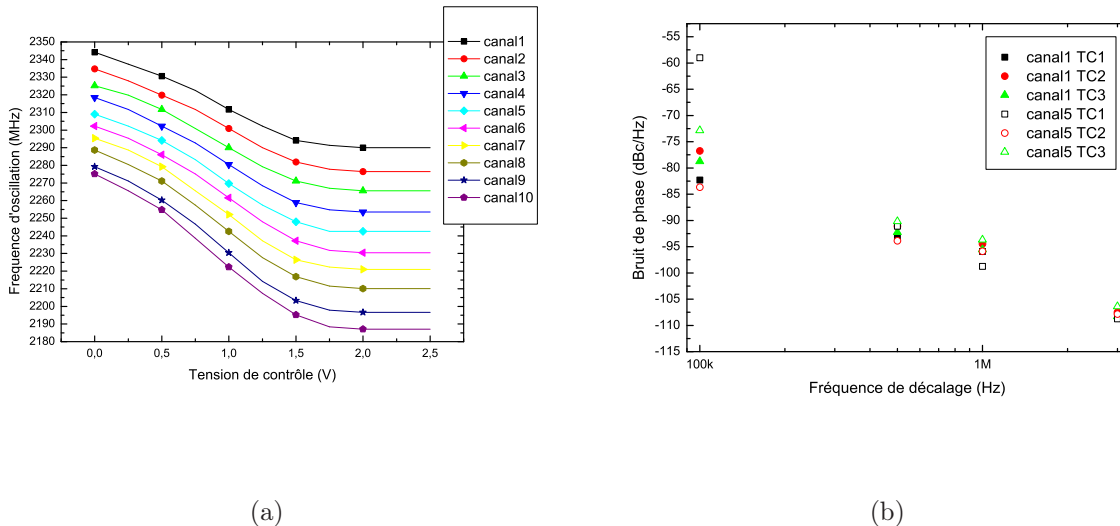 2350
2340
2330
2320
2310
2300
2290
2280
2270
2260
2250
2240
2230
2220
2210
2200
2190
2180
Frequence d'oscillation (MHz)
0,0
0,5
1,0
1,5
2,0
2,5
Tension de contrôle (V)
canal1
canal2
canal3
canal4
canal5
canal6
canal7
canal8
canal9
canal10
(a)
-55
-60
-65
-70
-75
-80
-85
-90
-95
-100
-105
-110
-115
Bruit de phase (dBc/Hz)
100k
1M
Fréquence de décalage (Hz)
canal1 TC1
canal1 TC2
canal1 TC3
canal5 TC1
canal5 TC2
canal5 TC3
(b)